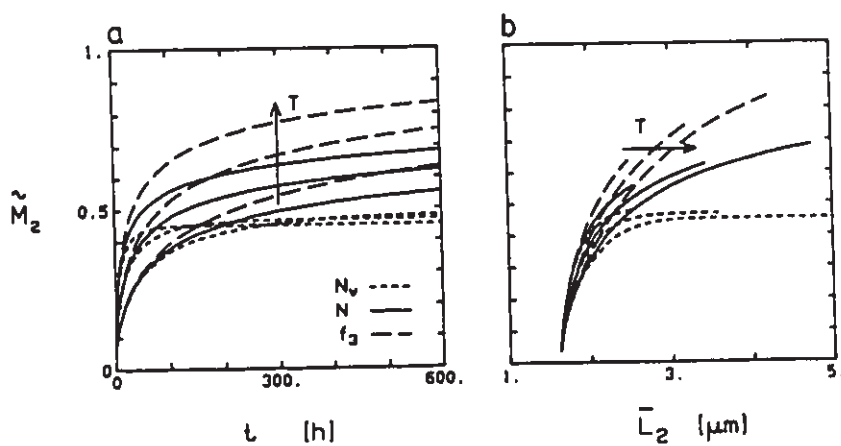 a
b
1.
T
T
M̃₂
0.5
Nᵥ
N
f₃
0
0
300.
600.
1.
3.
5.
t [h]
L̄₂ [μm]